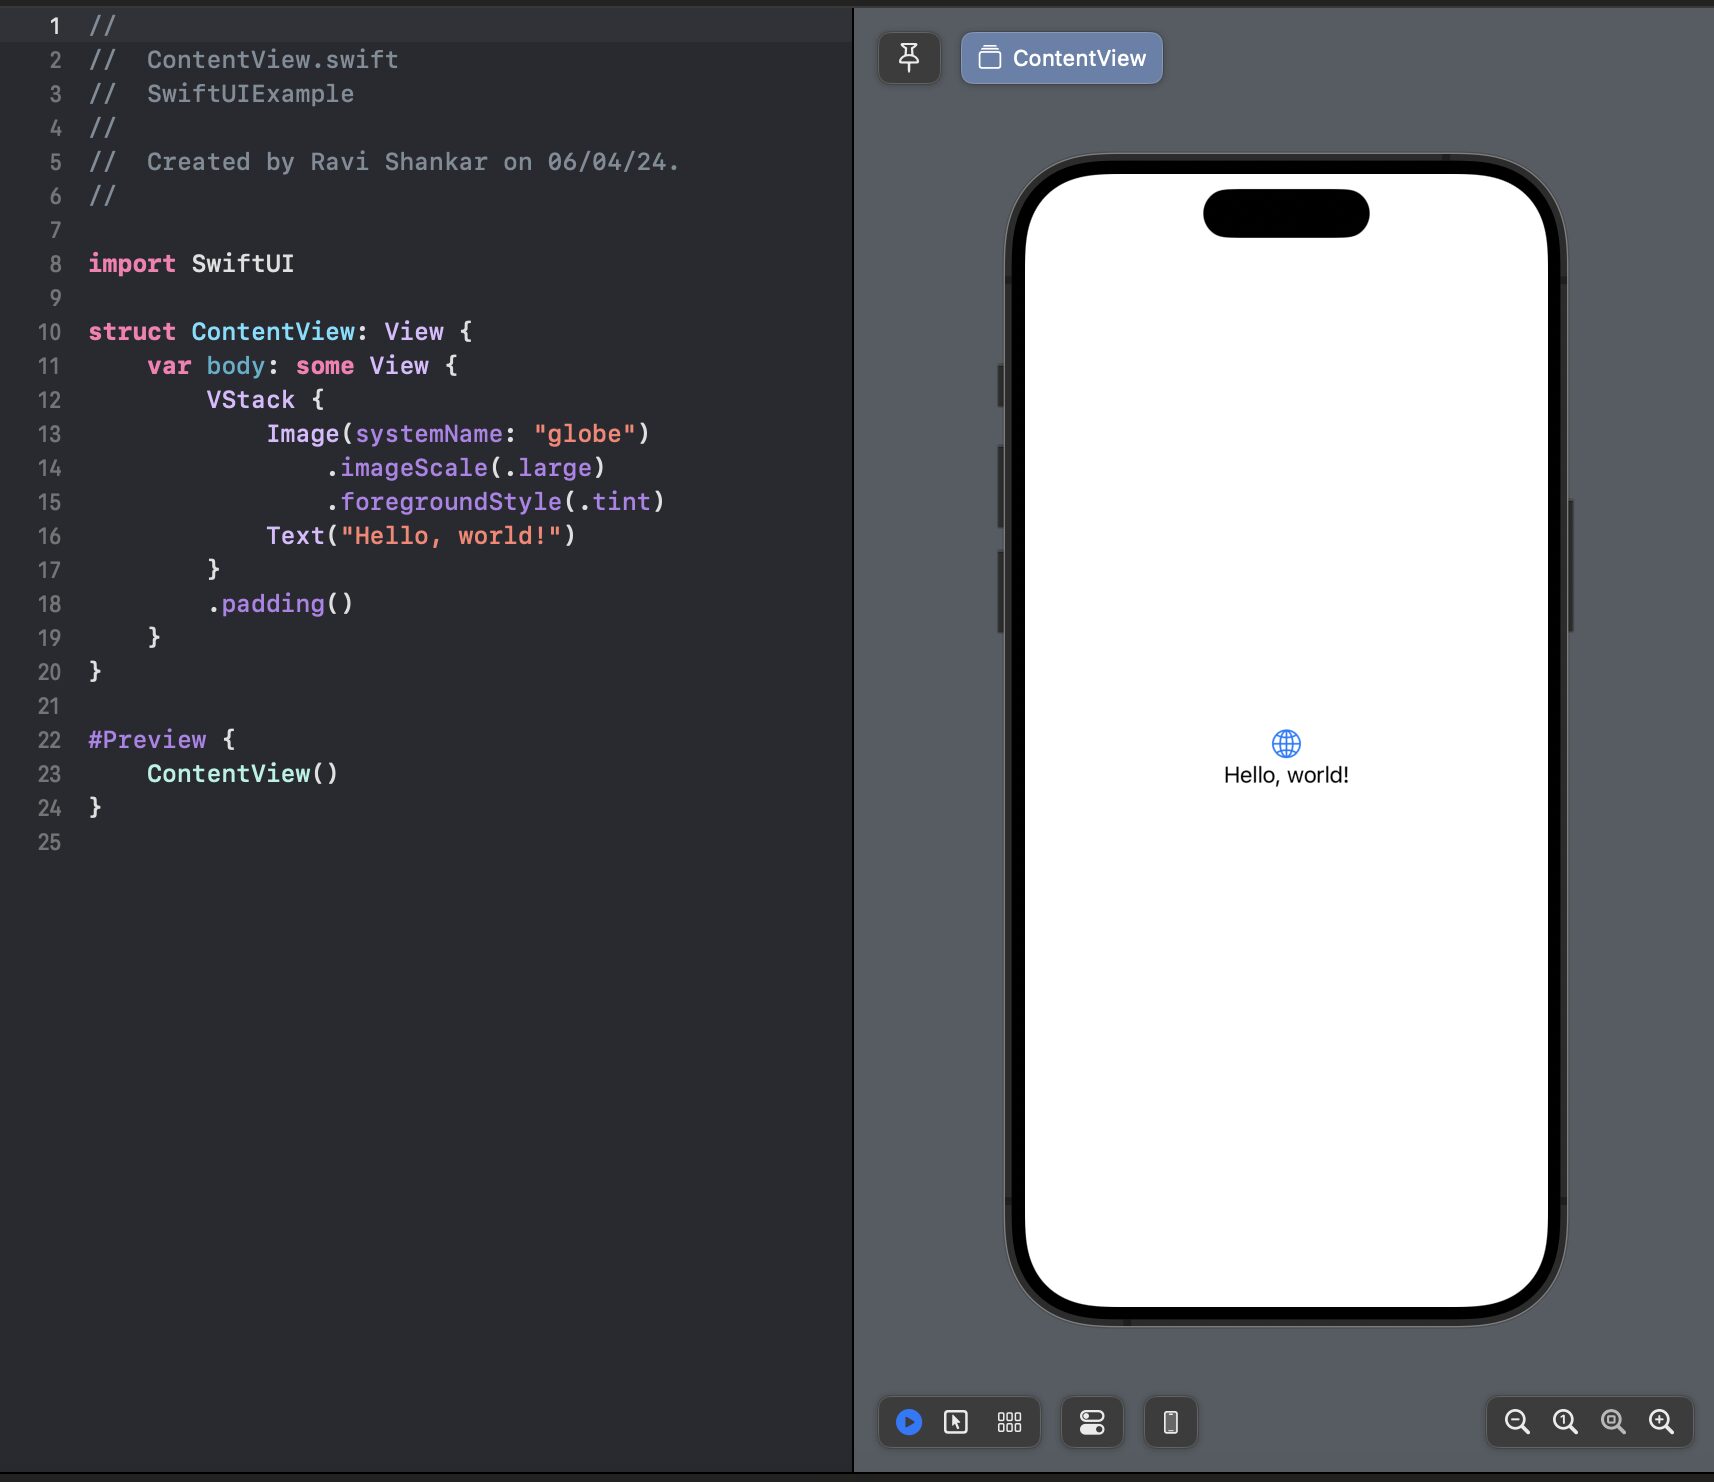 1 //
2 //  ContentView.swift
3 //  SwiftUIExample
4 //
5 //  Created by Ravi Shankar on 06/04/24.
6 //
7
8 import SwiftUI
9
10 struct ContentView: View {
11     var body: some View {
12         VStack {
13             Image(systemName: "globe")
14                 .imageScale(.large)
15                 .foregroundStyle(.tint)
16             Text("Hello, world!")
17         }
18         .padding()
19     }
20 }
21
22 #Preview {
23     ContentView()
24 }
25
ContentView
Hello, world!
1